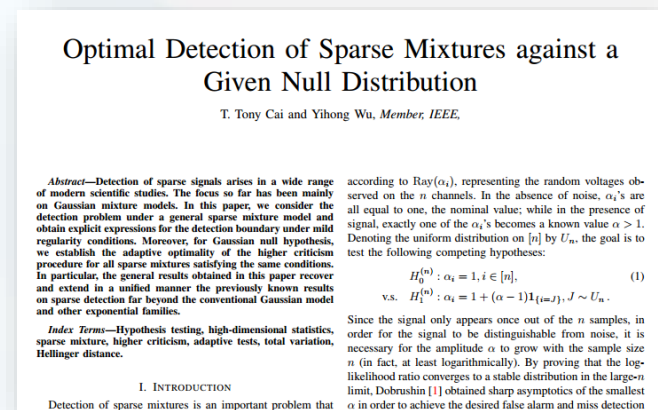 Optimal Detection of Sparse Mixtures against a
Given Null Distribution
T. Tony Cai and Yihong Wu, Member, IEEE,
Abstract—Detection of sparse signals arises in a wide range
of modern scientific studies. The focus so far has been mainly
on Gaussian mixture models. In this paper, we consider the
detection problem under a general sparse mixture model and
obtain explicit expressions for the detection boundary under mild
regularity conditions. Moreover, for Gaussian null hypothesis,
we establish the adaptive optimality of the higher criticism
procedure for all sparse mixtures satisfying the same conditions.
In particular, the general results obtained in this paper recover
and extend in a unified manner the previously known results
on sparse detection far beyond the conventional Gaussian model
and other exponential families.
Index Terms—Hypothesis testing, high-dimensional statistics,
sparse mixture, higher criticism, adaptive tests, total variation,
Hellinger distance.
I. INTRODUCTION
Detection of sparse mixtures is an important problem that
according to Ray(αᵢ), representing the random voltages ob-
served on the n channels. In the absence of noise, αᵢ's are
all equal to one, the nominal value; while in the presence of
signal, exactly one of the αᵢ's becomes a known value α > 1.
Denoting the uniform distribution on [n] by Uₙ, the goal is to
test the following competing hypotheses:
H₀⁽ⁿ⁾ : αᵢ = 1, i ∈ [n], (1)
v.s. H₁⁽ⁿ⁾ : αᵢ = 1 + (α − 1)1_{i=J}, J ∼ Uₙ .
Since the signal only appears once out of the n samples, in
order for the signal to be distinguishable from noise, it is
necessary for the amplitude α to grow with the sample size
n (in fact, at least logarithmically). By proving that the log-
likelihood ratio converges to a stable distribution in the large-n
limit, Dobrushin [1] obtained sharp asymptotics of the smallest
α in order to achieve the desired false alarm and miss detection